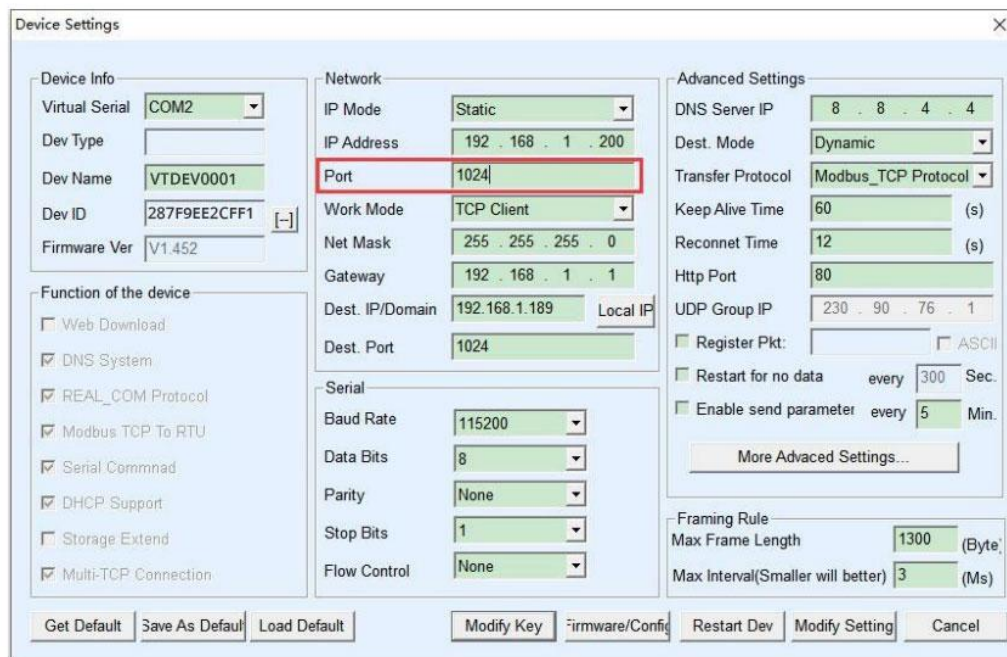 Device Settings
Device Info
Virtual Serial COM2
Dev Type
Dev Name VTDEV0001
Dev ID 287F9EE2CFF1 [--]
Firmware Ver V1.452
Function of the device
Web Download
DNS System
REAL_COM Protocol
Modbus TCP To RTU
Serial Commnad
DHCP Support
Storage Extend
Multi-TCP Connection
Network
IP Mode Static
IP Address 192 . 168 . 1 . 200
Port 1024
Work Mode TCP Client
Net Mask 255 . 255 . 255 . 0
Gateway 192 . 168 . 1 . 1
Dest. IP/Domain 192.168.1.189 Local IP
Dest. Port 1024
Serial
Baud Rate 115200
Data Bits 8
Parity None
Stop Bits 1
Flow Control None
Advanced Settings
DNS Server IP 8 . 8 . 4 . 4
Dest. Mode Dynamic
Transfer Protocol Modbus_TCP Protocol
Keep Alive Time 60 (s)
Reconnet Time 12 (s)
Http Port 80
UDP Group IP 230 . 90 . 76 . 1
Register Pkt: ASCII
Restart for no data every 300 Sec.
Enable send parameter every 5 Min.
More Advaced Settings...
Framing Rule
Max Frame Length 1300 (Byte)
Max Interval(Smaller will better) 3 (Ms)
Get Default Save As Default Load Default Modify Key Firmware/Config Restart Dev Modify Setting Cancel